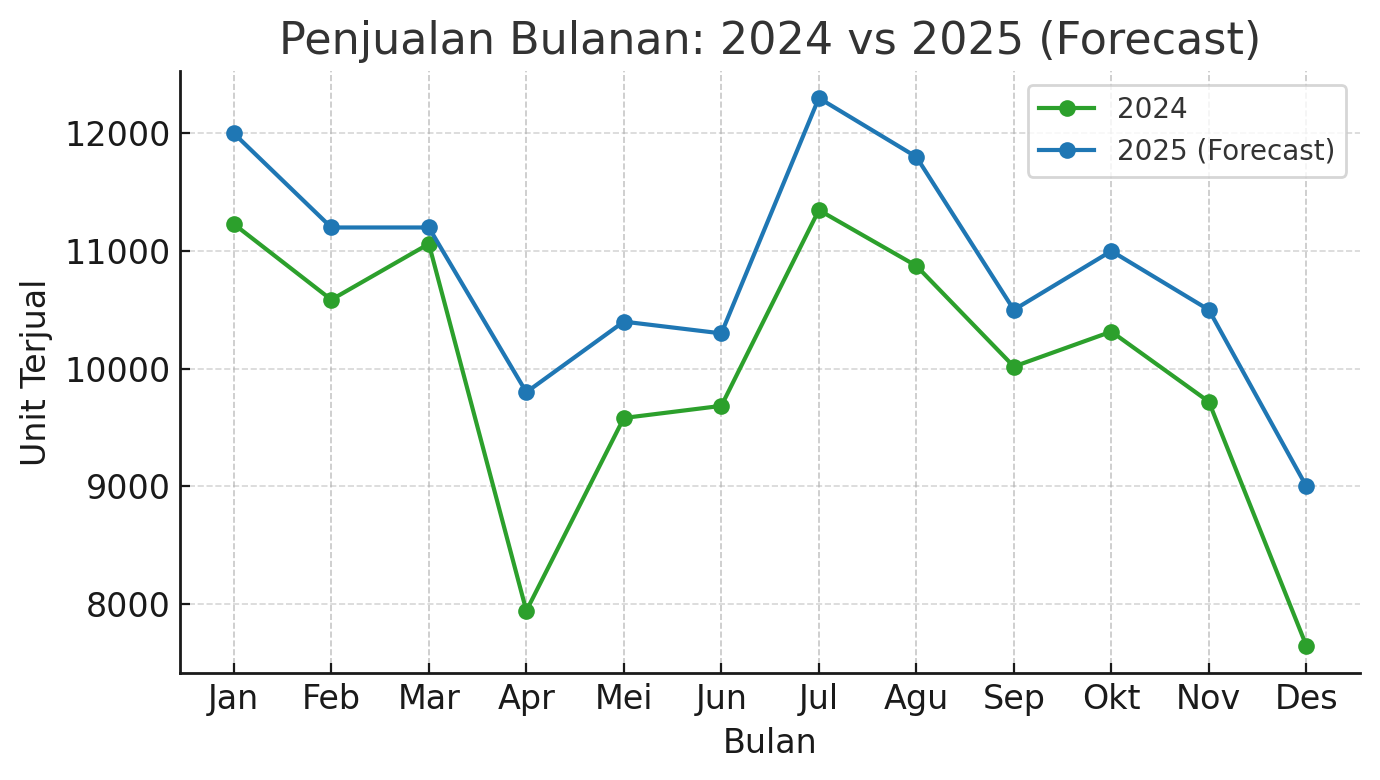 Penjualan Bulanan: 2024 vs 2025 (Forecast)
2024
2025 (Forecast)
12000
11000
10000
9000
8000
Unit Terjual
Jan Feb Mar Apr Mei Jun Jul Agu Sep Okt Nov Des
Bulan